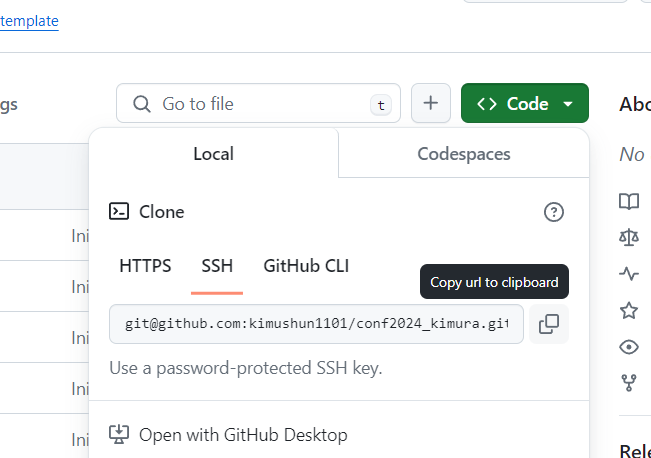 template
gs
Go to file
t
+
Code
Abo
Local
Codespaces
No
Clone
Ini
HTTPS
SSH
GitHub CLI
Copy url to clipboard
Ini
git@github.com:kimushun1101/conf2024_kimura.git
Ini
Use a password-protected SSH key.
Ini
Open with GitHub Desktop
Ini
Rele